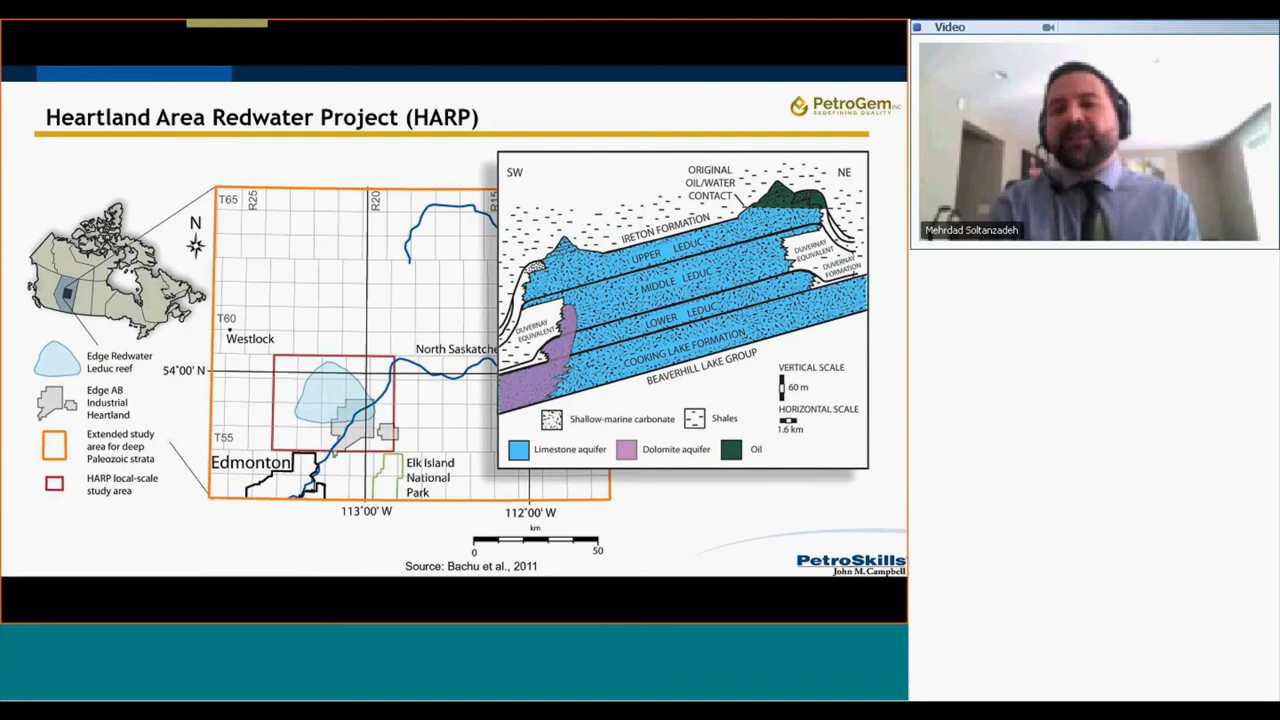 Video
Heartland Area Redwater Project (HARP)
PetroGem INC
REDEFINING QUALITY
Mehrdad Soltanzadeh
T65
R25
R20
R15
N
T60
Westlock
54°00' N
North Saskatche
T55
Edmonton
Elk Island
National
Park
113°00' W
112°00' W
km
0
50
Edge Redwater
Leduc reef
Edge AB
Industrial
Heartland
Extended study
area for deep
Paleozoic strata
HARP local-scale
study area
SW
NE
ORIGINAL
OIL/WATER
CONTACT
IRETON FORMATION
UPPER LEDUC
MIDDLE LEDUC
LOWER LEDUC
COOKING LAKE FORMATION
BEAVERHILL LAKE GROUP
DUVERNAY
EQUIVALENT
DUVERNAY
FORMATION
DUVERNAY
EQUIVALENT
VERTICAL SCALE
60 m
HORIZONTAL SCALE
1.6 km
Shallow-marine carbonate
Shales
Limestone aquifer
Dolomite aquifer
Oil
Source: Bachu et al., 2011
PetroSkills
John M. Campbell